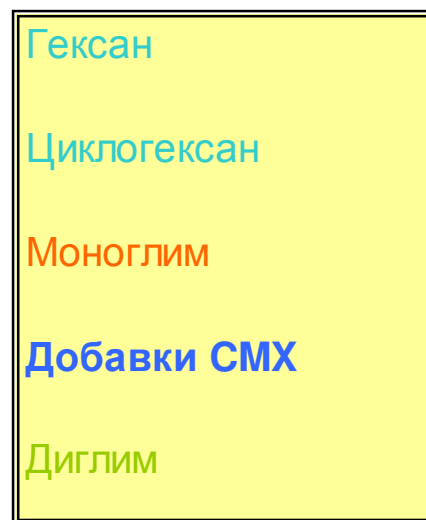 Гексан
Циклогексан
Моноглим
Добавки СМХ
Диглим